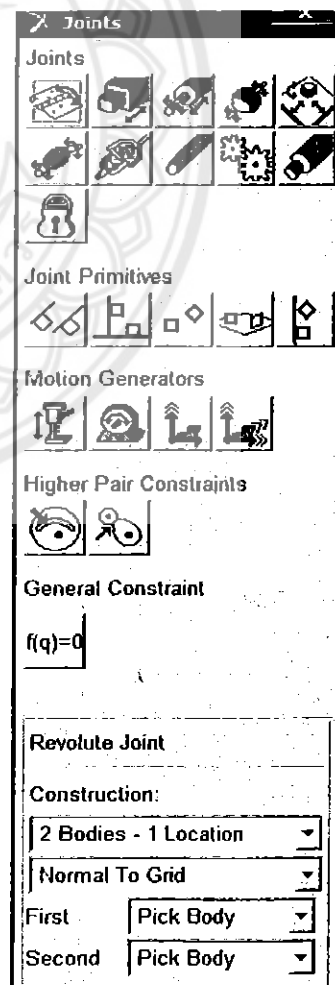 Joints
Joints
Joint Primitives
Motion Generators
Higher Pair Constraints
General Constraint
f(q)=0
Revolute Joint
Construction:
2 Bodies - 1 Location
Normal To Grid
First Pick Body
Second Pick Body